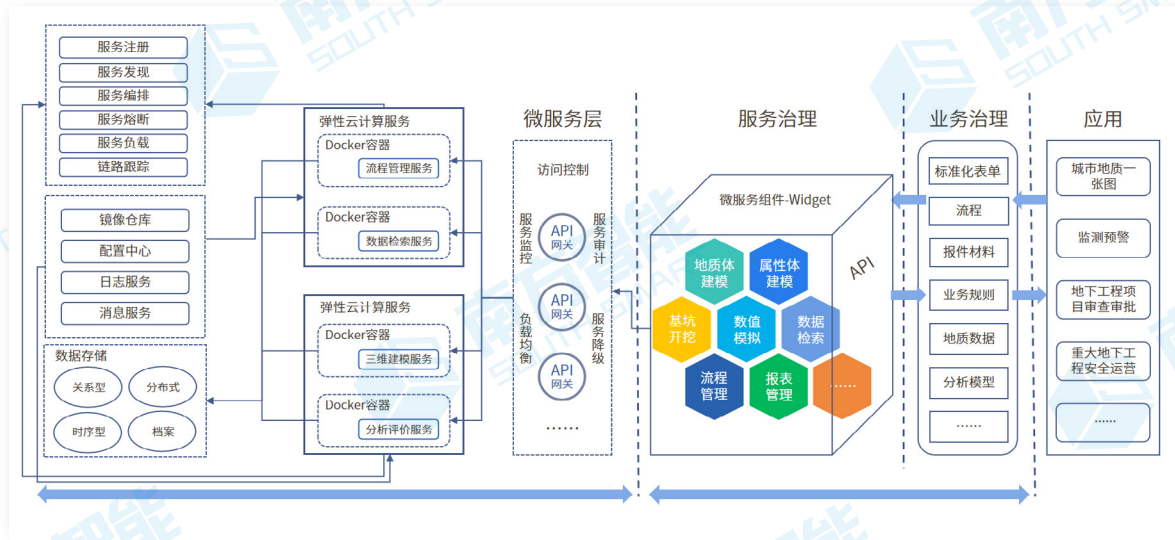 服务注册
服务发现
服务编排
服务熔断
服务负载
链路跟踪
镜像仓库
配置中心
日志服务
消息服务
数据存储
关系型
分布式
时序型
档案
弹性云计算服务
Docker容器
流程管理服务
Docker容器
数据检索服务
弹性云计算服务
Docker容器
三维建模服务
Docker容器
分析评价服务
微服务层
访问控制
服务监控
API
网关
服务审计
API
网关
负载均衡
服务降级
API
网关
......
服务治理
微服务组件-Widget
API
地质体
建模
属性体
建模
基坑
开挖
数值
模拟
数据
检索
流程
管理
报表
管理
......
业务治理
标准化表单
流程
报件材料
业务规则
地质数据
分析模型
......
应用
城市地质一
张图
监测预警
地下工程项
目审查审批
重大地下工
程安全运营
......
南方智能
SOUTH SMART